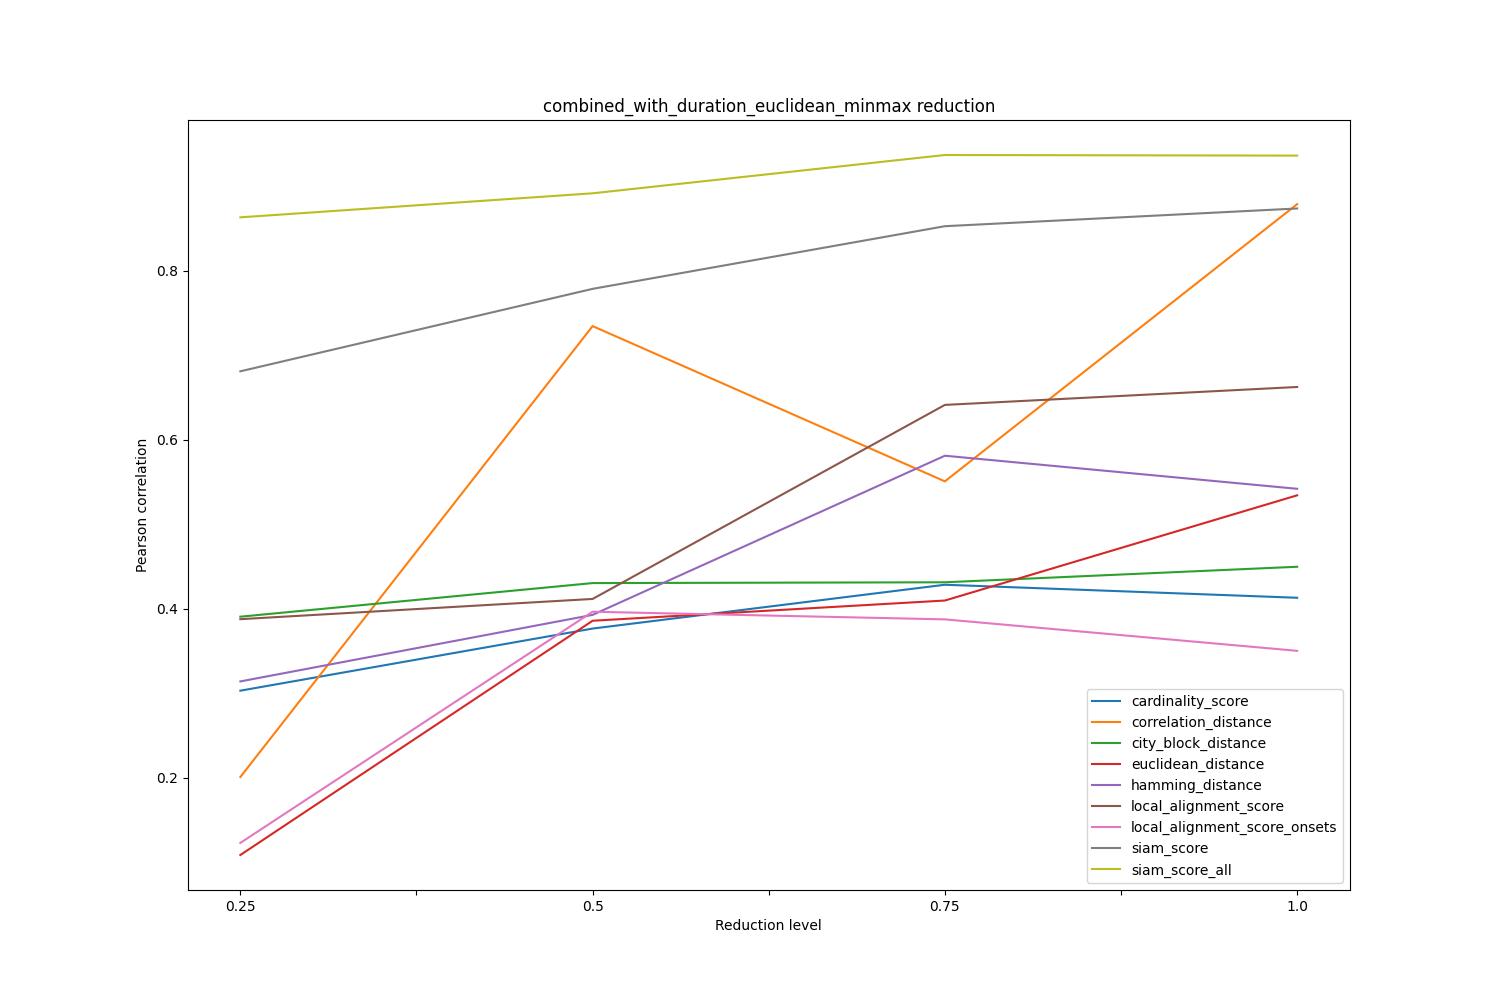 combined_with_duration_euclidean_minmax reduction
0.8
0.6
0.4
0.2
Pearson correlation
0.25
0.5
0.75
1.0
Reduction level
cardinality_score
correlation_distance
city_block_distance
euclidean_distance
hamming_distance
local_alignment_score
local_alignment_score_onsets
siam_score
siam_score_all